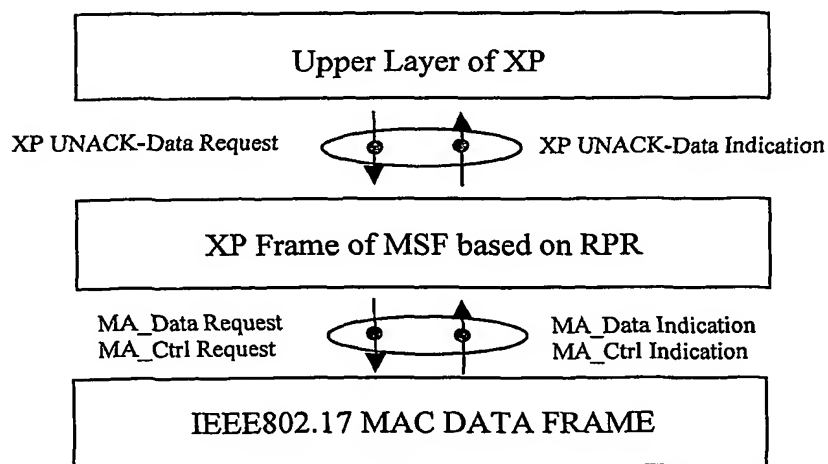 Upper Layer of XP
XP UNACK-Data Request
XP UNACK-Data Indication
XP Frame of MSF based on RPR
MA_Data Request
MA_Ctrl Request
MA_Data Indication
MA_Ctrl Indication
IEEE802.17 MAC DATA FRAME